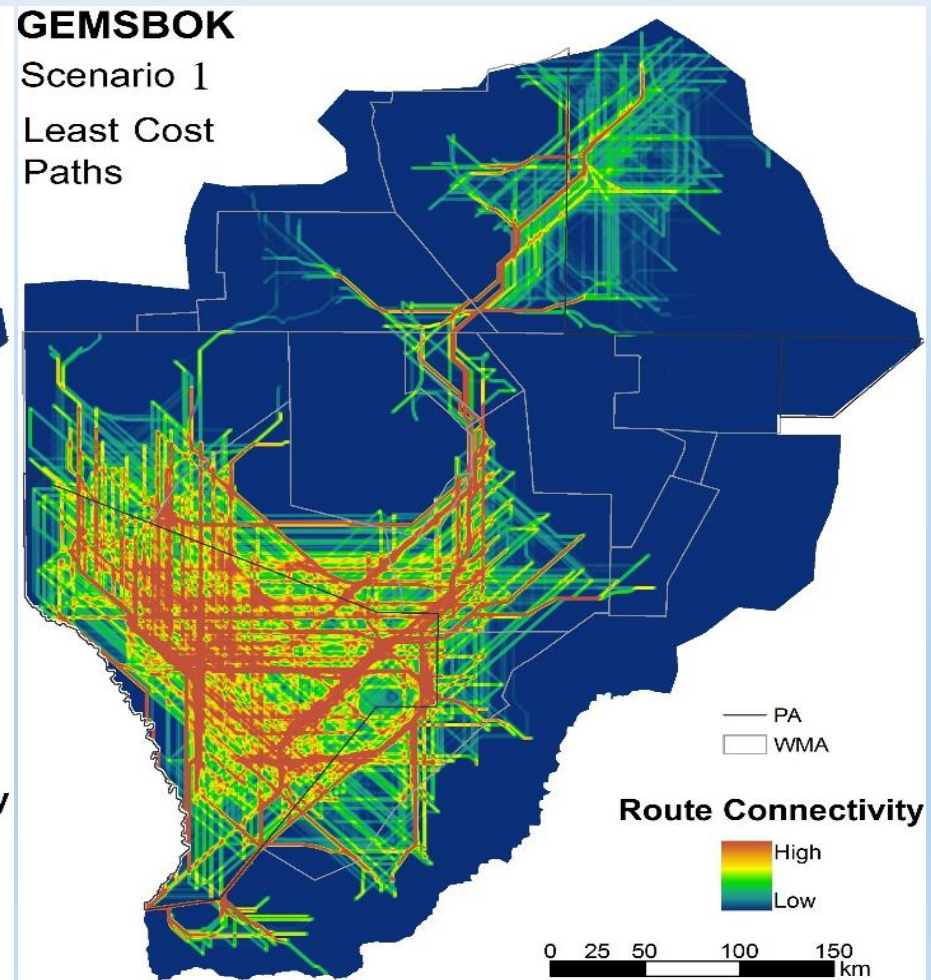 GEMSBOK
Scenario 1
Least Cost
Paths
PA
WMA
Route Connectivity
High
Low
0 25 50 100 150
km
y